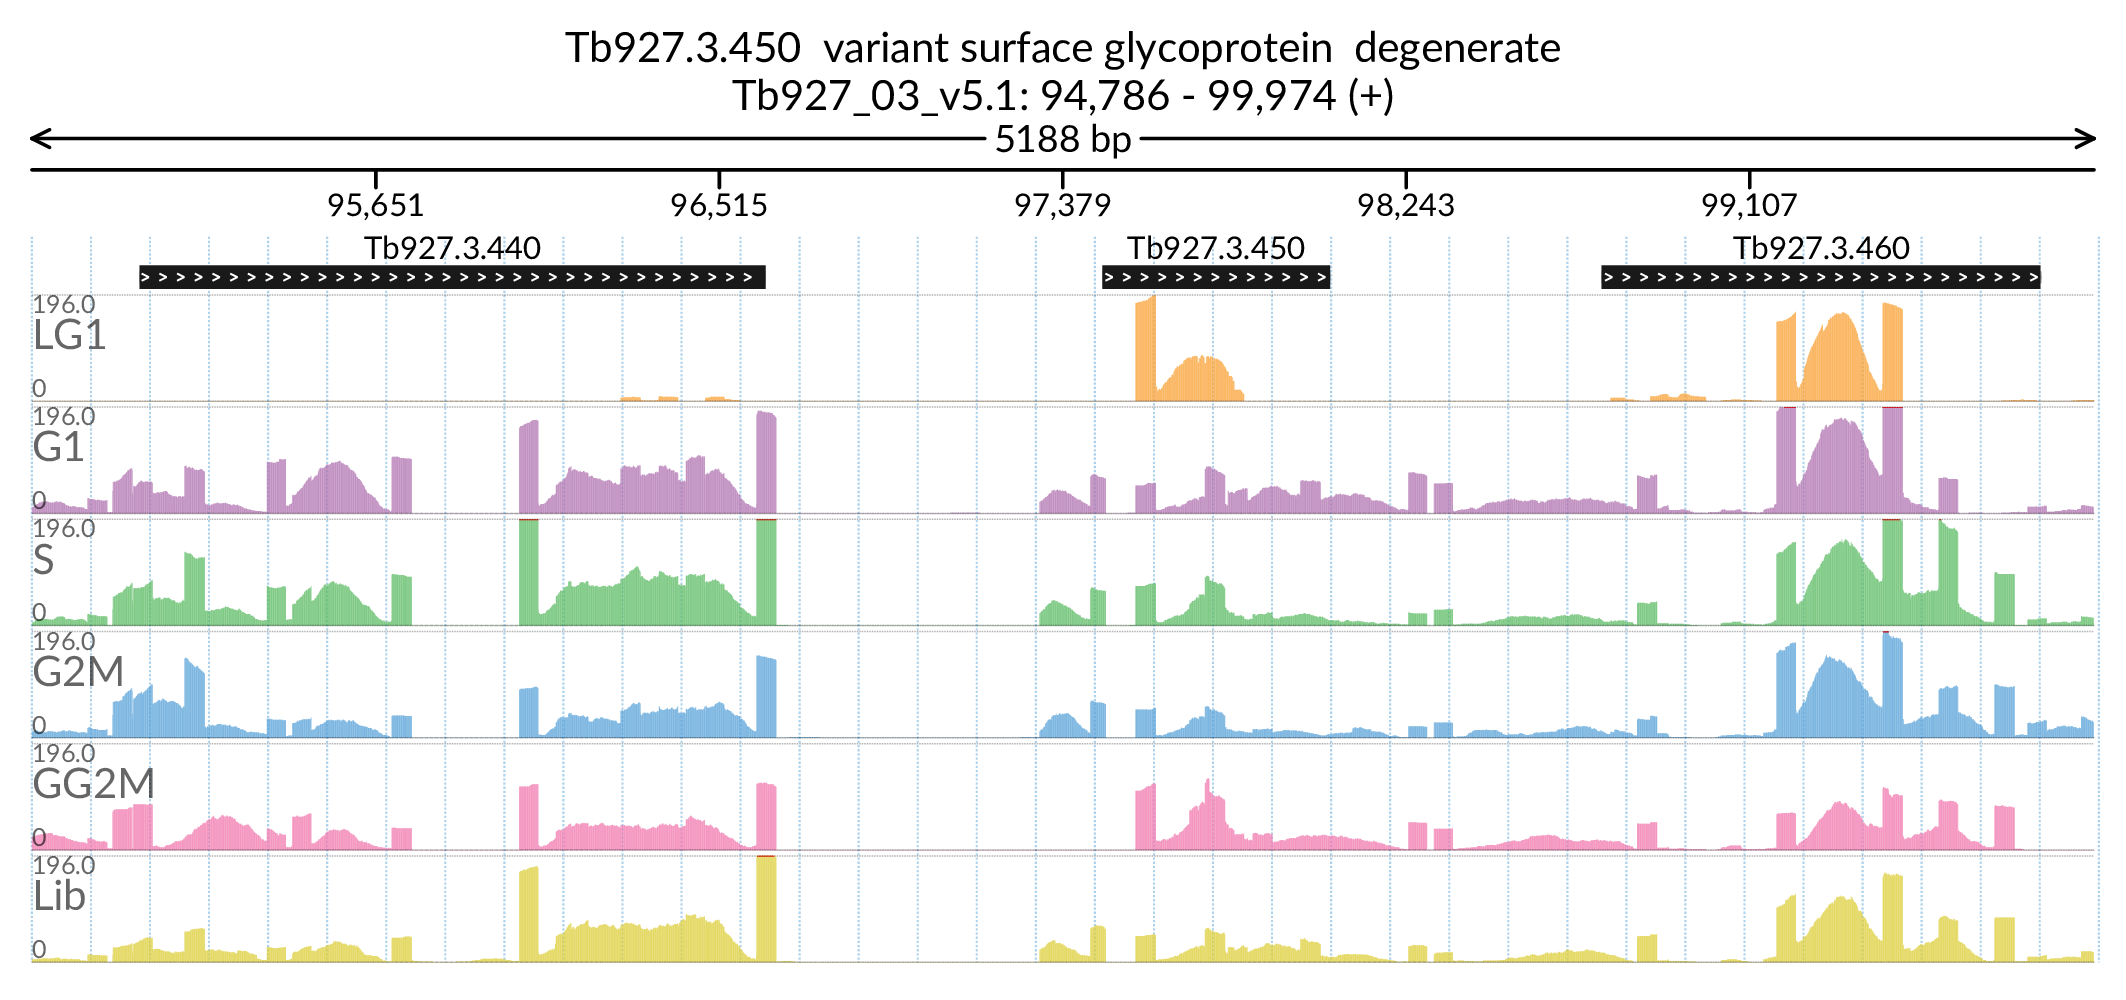 Tb927.3.450 variant surface glycoprotein degenerate
Tb927_03_v5.1: 94,786 - 99,974 (+)
5188 bp
95,651 96,515 97,379 98,243 99,107
Tb927.3.440 Tb927.3.450 Tb927.3.460
196.0
LG1
0
196.0
G1
0
196.0
S
0
196.0
G2M
0
196.0
GG2M
0
196.0
Lib
0